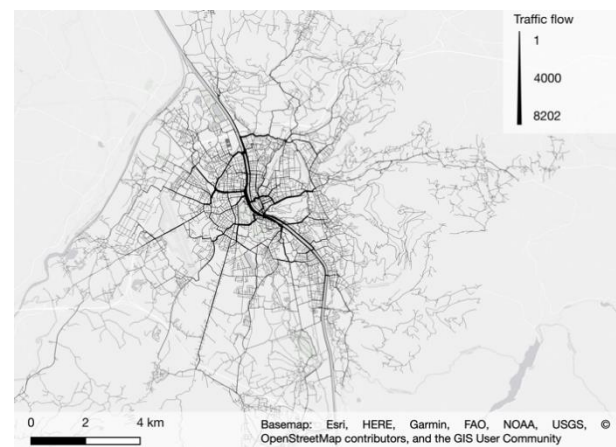 Traffic flow
1
4000
8202
0 2 4 km
Basemap: Esri, HERE, Garmin, FAO, NOAA, USGS, ©
OpenStreetMap contributors, and the GIS User Community